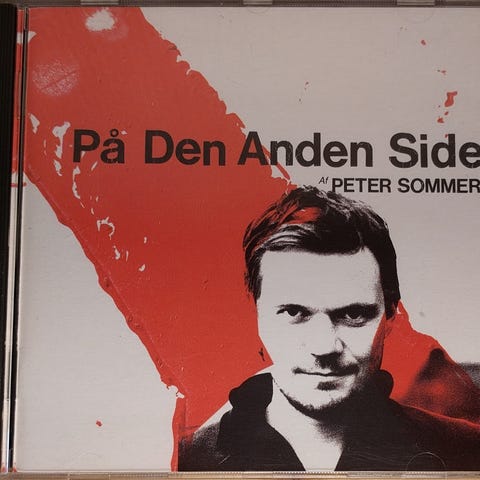 På Den Anden Side
Af PETER SOMMER